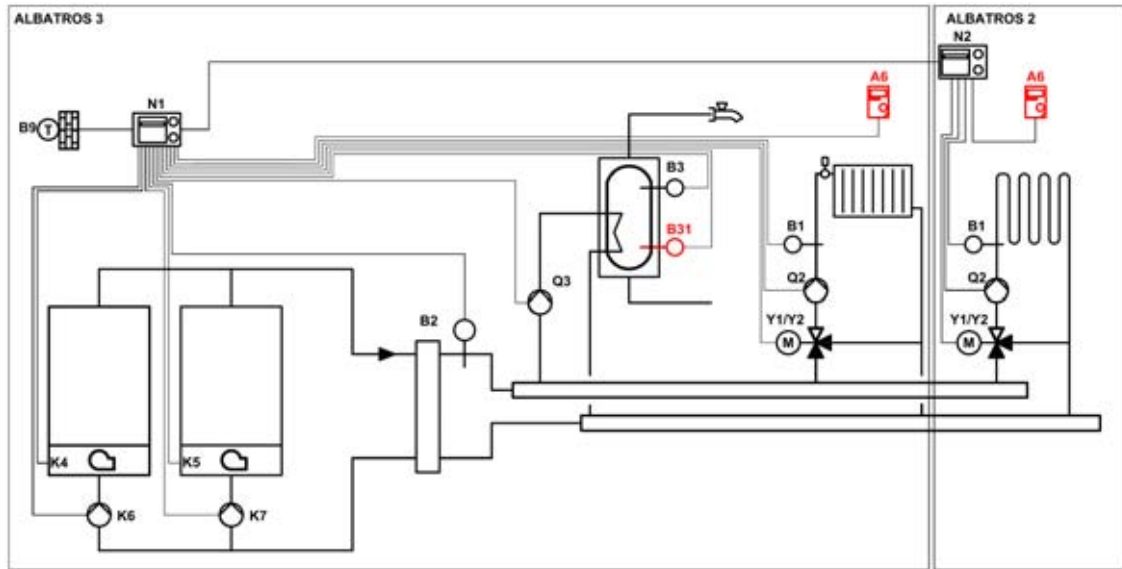 ALBATROS 3
ALBATROS 2
N2
A6
A6
N1
B9
T
B3
B31
B1
B1
Q3
Q2
Q2
B2
Y1/Y2
Y1/Y2
M
M
K4
K5
K6
K7